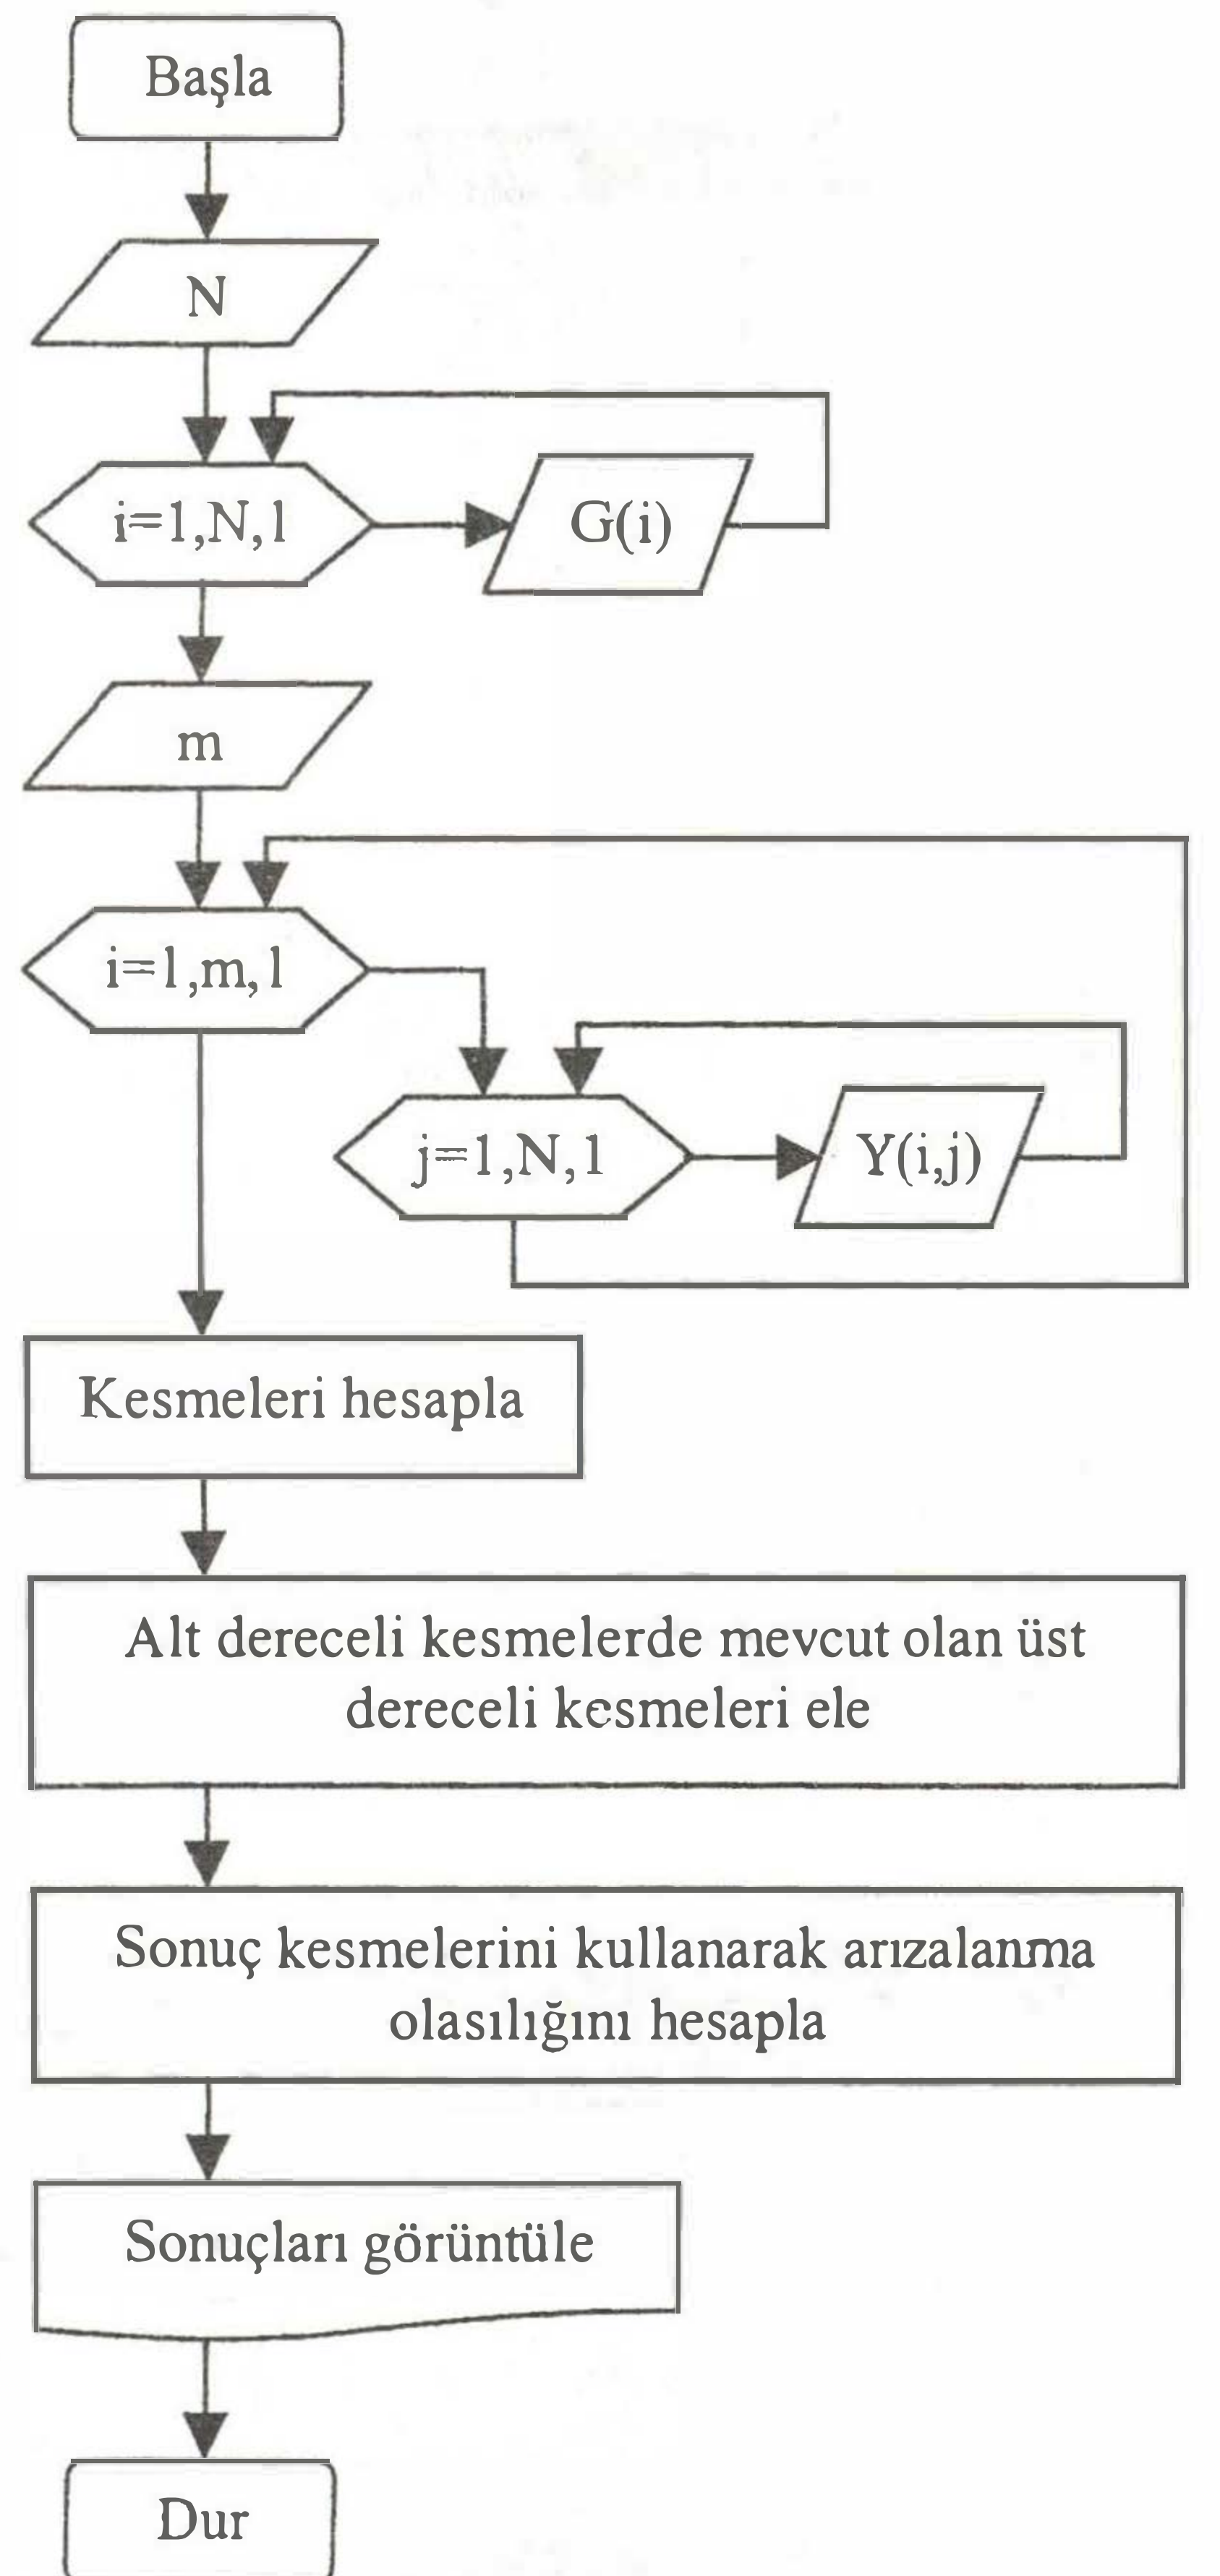 Başla
N
i=1,N,1
G(i)
m
i=1,m,1
j=1,N,1
Y(i,j)
Kesmeleri hesapla
Alt dereceli kesmelerde mevcut olan üst
dereceli kesmeleri ele
Sonuç kesmelerini kullanarak arızalanma
olasılığını hesapla
Sonuçları görüntüle
Dur